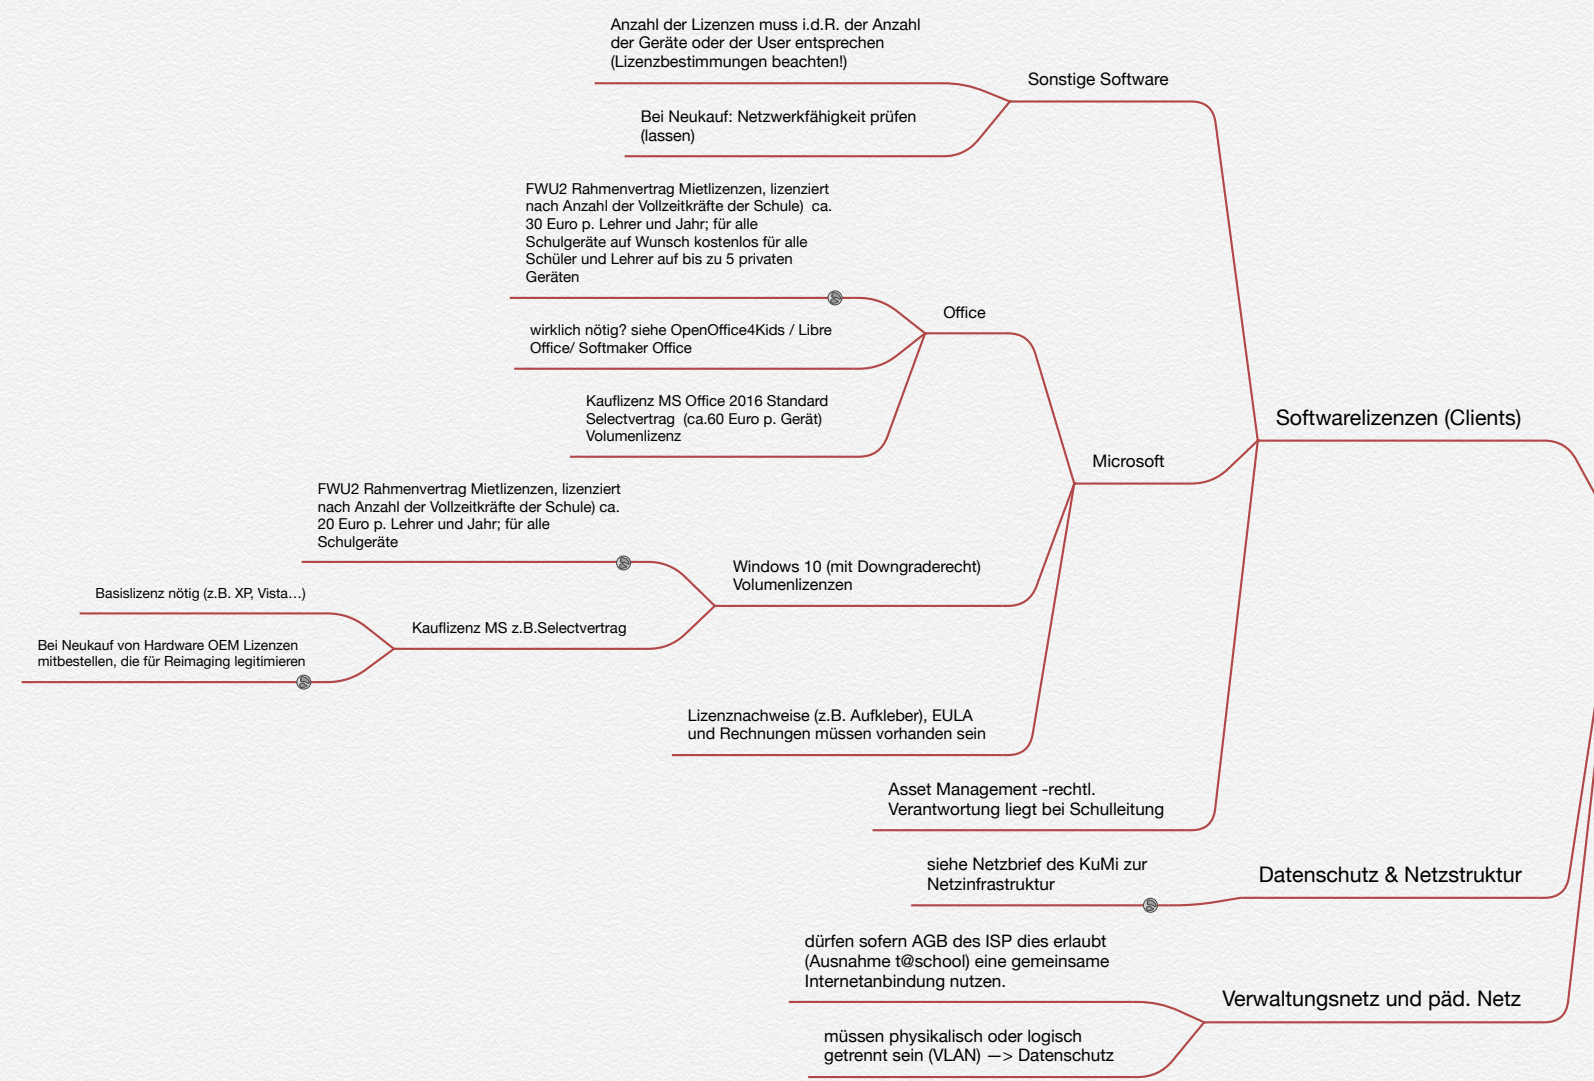 Anzahl der Lizenzen muss i.d.R. der Anzahl
der Geräte oder der User entsprechen
(Lizenzbestimmungen beachten!)
Sonstige Software
Bei Neukauf: Netzwerkfähigkeit prüfen
(lassen)
FWU2 Rahmenvertrag Mietlizenzen, lizenziert
nach Anzahl der Vollzeitkräfte der Schule)  ca.
30 Euro p. Lehrer und Jahr; für alle
Schulgeräte auf Wunsch kostenlos für alle
Schüler und Lehrer auf bis zu 5 privaten
Geräten
Office
wirklich nötig? siehe OpenOffice4Kids / Libre
Office/ Softmaker Office
Kauflizenz MS Office 2016 Standard
Selectvertrag  (ca.60 Euro p. Gerät)
Volumenlizenz
Softwarelizenzen (Clients)
Microsoft
FWU2 Rahmenvertrag Mietlizenzen, lizenziert
nach Anzahl der Vollzeitkräfte der Schule) ca.
20 Euro p. Lehrer und Jahr; für alle
Schulgeräte
Windows 10 (mit Downgraderecht)
Volumenlizenzen
Basislizenz nötig (z.B. XP, Vista…)
Kauflizenz MS z.B.Selectvertrag
Bei Neukauf von Hardware OEM Lizenzen
mitbestellen, die für Reimaging legitimieren
Lizenznachweise (z.B. Aufkleber), EULA
und Rechnungen müssen vorhanden sein
Asset Management -rechtl.
Verantwortung liegt bei Schulleitung
siehe Netzbrief des KuMi zur
Netzinfrastruktur
Datenschutz & Netzstruktur
dürfen sofern AGB des ISP dies erlaubt
(Ausnahme t@school) eine gemeinsame
Internetanbindung nutzen.
Verwaltungsnetz und päd. Netz
müssen physikalisch oder logisch
getrennt sein (VLAN) —> Datenschutz